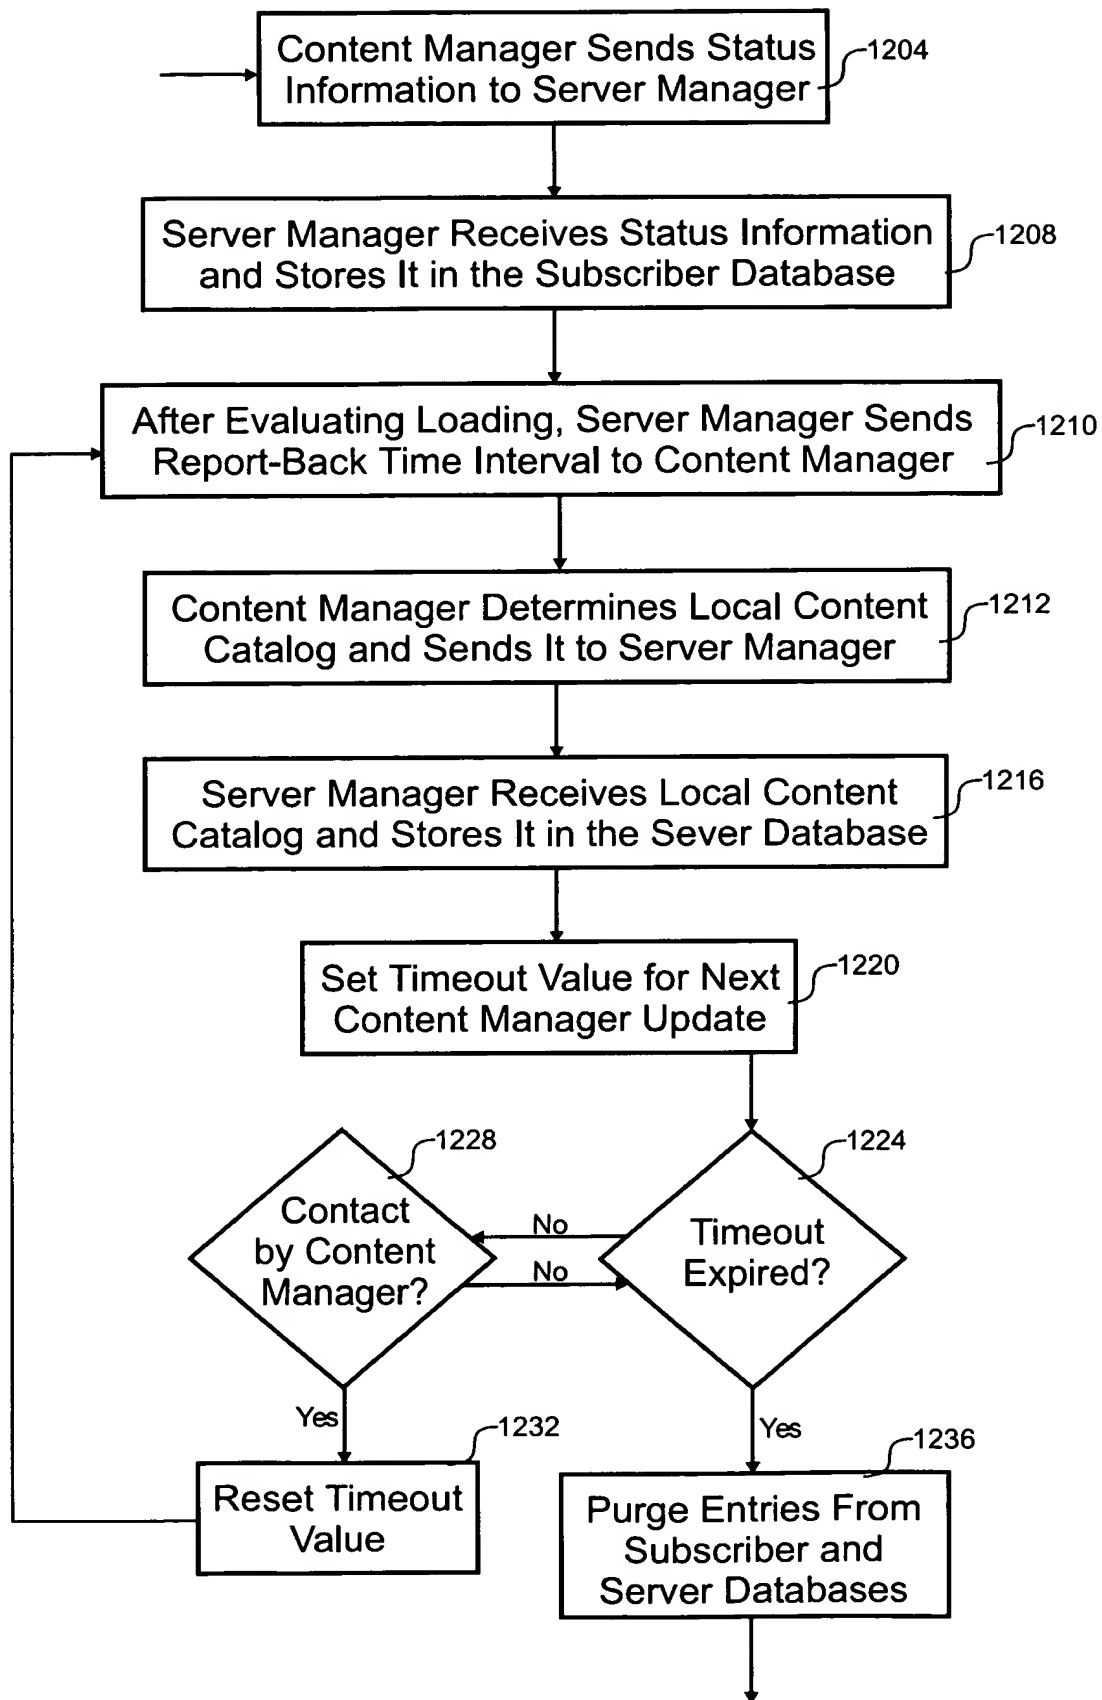 Content Manager Sends Status
Information to Server Manager
1204
Server Manager Receives Status Information
and Stores It in the Subscriber Database
1208
After Evaluating Loading, Server Manager Sends
Report-Back Time Interval to Content Manager
1210
Content Manager Determines Local Content
Catalog and Sends It to Server Manager
1212
Server Manager Receives Local Content
Catalog and Stores It in the Sever Database
1216
Set Timeout Value for Next
Content Manager Update
1220
1228
Contact
by Content
Manager?
No
No
1224
Timeout
Expired?
Yes
1232
Reset Timeout
Value
Yes
1236
Purge Entries From
Subscriber and
Server Databases